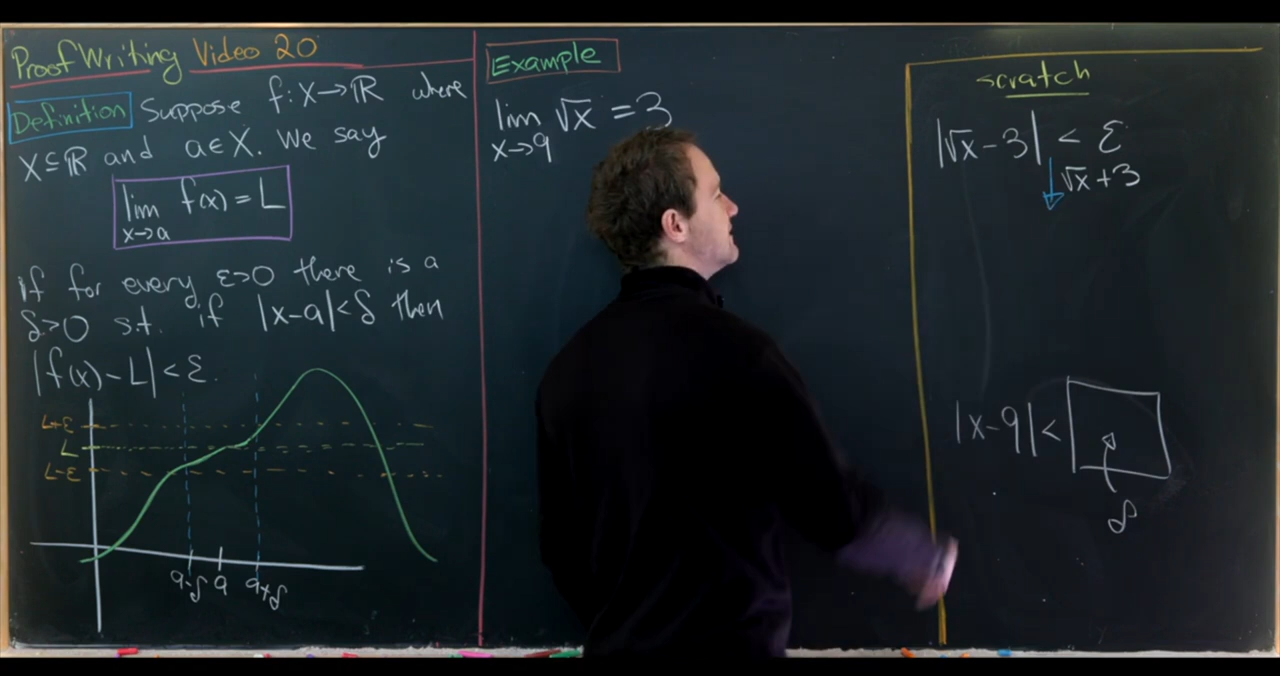 Proof Writing Video 20
Definition Suppose f: X→ℝ where
X⊆ℝ and a∈X. We say
lim f(x) = L
x→a
if for every ε>0 there is a
δ>0 s.t. if |x-a|<δ then
|f(x)-L|<ε.
L+ε
L
L-ε
a-δ a a+δ
Example
lim √x = 3
x→9
scratch
|√x-3| < ε
√x+3
|x-9|<
δ